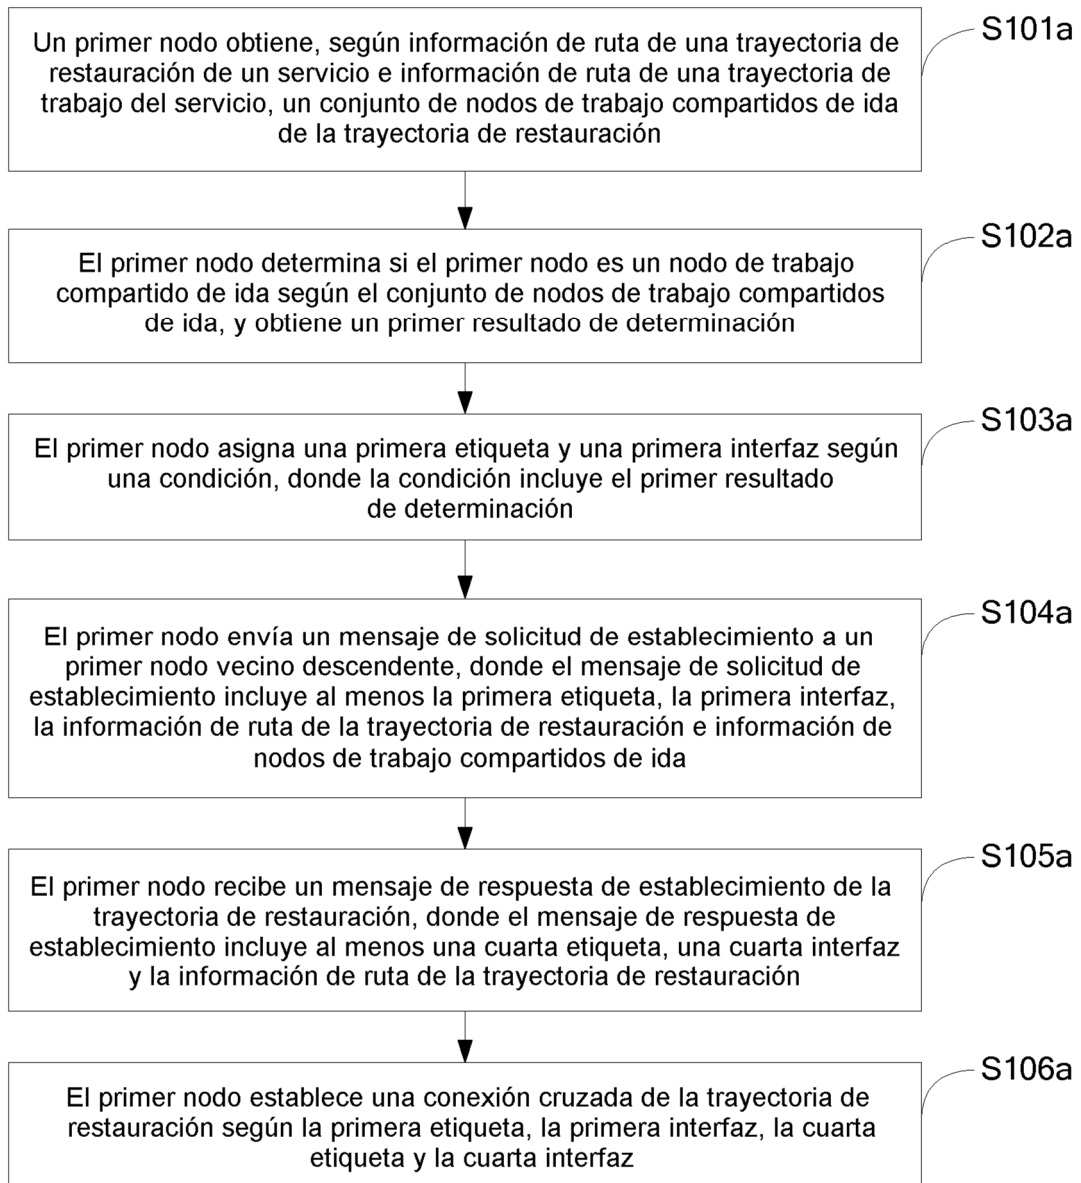 Un primer nodo obtiene, según información de ruta de una trayectoria de
restauración de un servicio e información de ruta de una trayectoria de
trabajo del servicio, un conjunto de nodos de trabajo compartidos de ida
de la trayectoria de restauración
S101a
El primer nodo determina si el primer nodo es un nodo de trabajo
compartido de ida según el conjunto de nodos de trabajo compartidos
de ida, y obtiene un primer resultado de determinación
S102a
El primer nodo asigna una primera etiqueta y una primera interfaz según
una condición, donde la condición incluye el primer resultado
de determinación
S103a
El primer nodo envía un mensaje de solicitud de establecimiento a un
primer nodo vecino descendente, donde el mensaje de solicitud de
establecimiento incluye al menos la primera etiqueta, la primera interfaz,
la información de ruta de la trayectoria de restauración e información de
nodos de trabajo compartidos de ida
S104a
El primer nodo recibe un mensaje de respuesta de establecimiento de la
trayectoria de restauración, donde el mensaje de respuesta de
establecimiento incluye al menos una cuarta etiqueta, una cuarta interfaz
y la información de ruta de la trayectoria de restauración
S105a
El primer nodo establece una conexión cruzada de la trayectoria de
restauración según la primera etiqueta, la primera interfaz, la cuarta
etiqueta y la cuarta interfaz
S106a